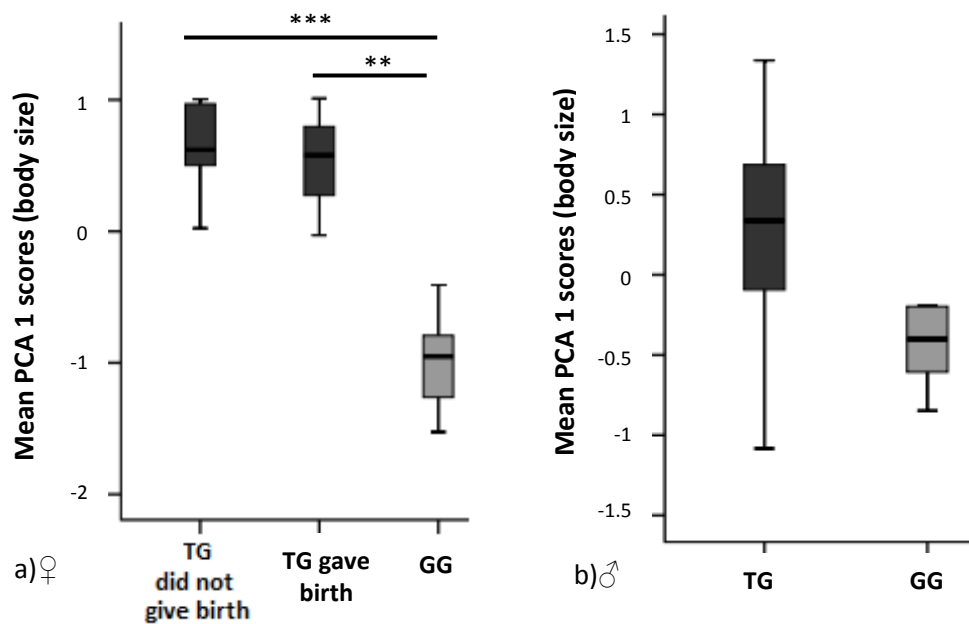 ***
**
Mean PCA 1 scores (body size)
1
0
-1
-2
TG
did not
give birth
TG gave
birth
GG
a)♀
Mean PCA 1 scores (body size)
1.5
1
0.5
0
-0.5
-1
-1.5
TG
GG
b)♂